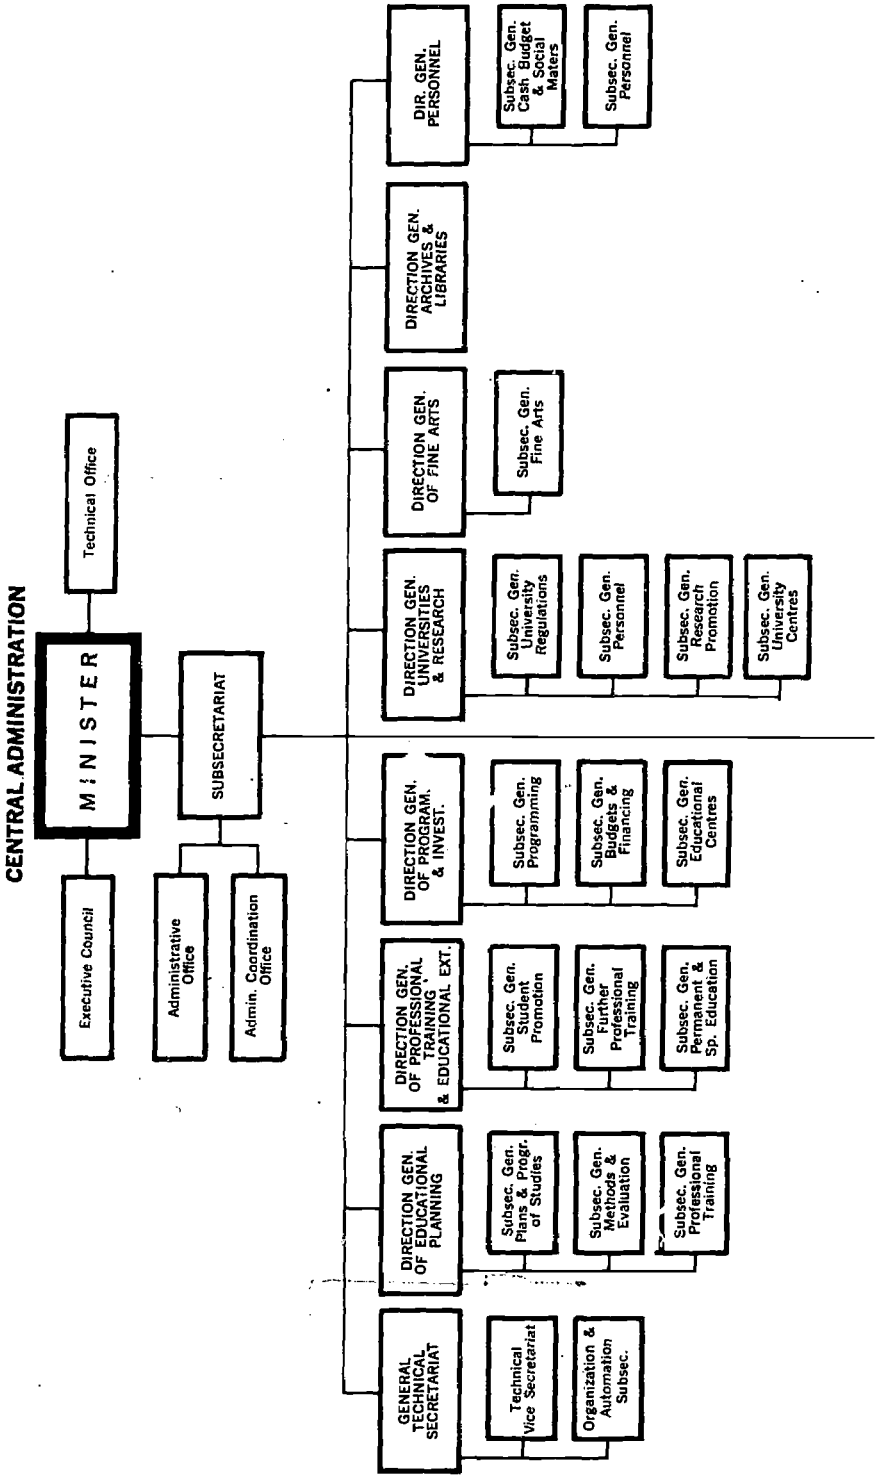 CENTRAL ADMINISTRATION
Executive Council
MINISTER
Technical Office
Administrative
Office
Admin. Coordination
Office
SUBSECRETARIAT
GENERAL
TECHNICAL
SECRETARIAT
Technical
Vice Secretariat
Organization &
Automation
Subsec.
DIRECTION GEN.
OF EDUCATIONAL
PLANNING
Subsec. Gen.
Plans & Progr.
of Studies
Subsec. Gen.
Methods &
Evaluation
Subsec. Gen.
Professional
Training
DIRECTION GEN.
OF PROFESSIONAL
TRAINING
& EDUCATIONAL EXT.
Subsec. Gen.
Student
Promotion
Subsec. Gen.
Further
Professional
Training
Subsec. Gen.
Permanent &
Sp. Education
DIRECTION GEN.
OF PROGRAM.
& INVEST.
Subsec. Gen.
Programming
Subsec. Gen.
Budgets &
Financing
Subsec. Gen.
Educational
Centres
DIRECTION GEN.
UNIVERSITIES
& RESEARCH
Subsec. Gen.
University
Regulations
Subsec. Gen.
Personnel
Subsec. Gen.
Research
Promotion
Subsec. Gen.
University
Centres
DIRECTION GEN.
OF FINE ARTS
Subsec. Gen.
Fine Arts
DIRECTION GEN.
ARCHIVES &
LIBRARIES
DIR. GEN.
PERSONNEL
Subsec. Gen.
Cash Budget
& Social
Maters
Subsec. Gen.
Personnel